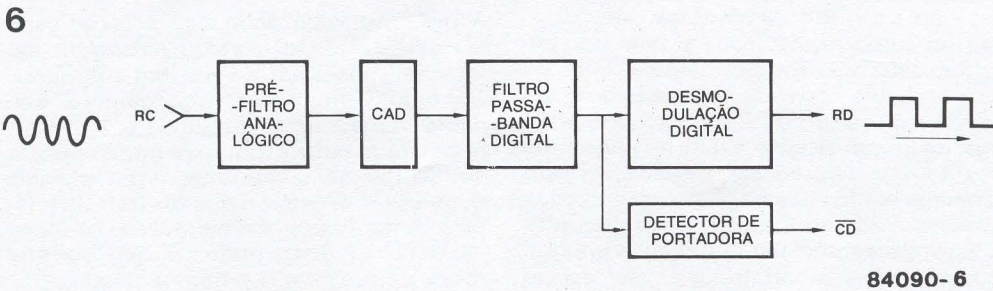 6
RC
PRÉ-
-FILTRO
ANA-
LÓGICO
CAD
FILTRO
PASSA-
-BANDA
DIGITAL
DESMO-
DULAÇÃO
DIGITAL
RD
DETECTOR DE
PORTADORA
C̅D̅
84090-6